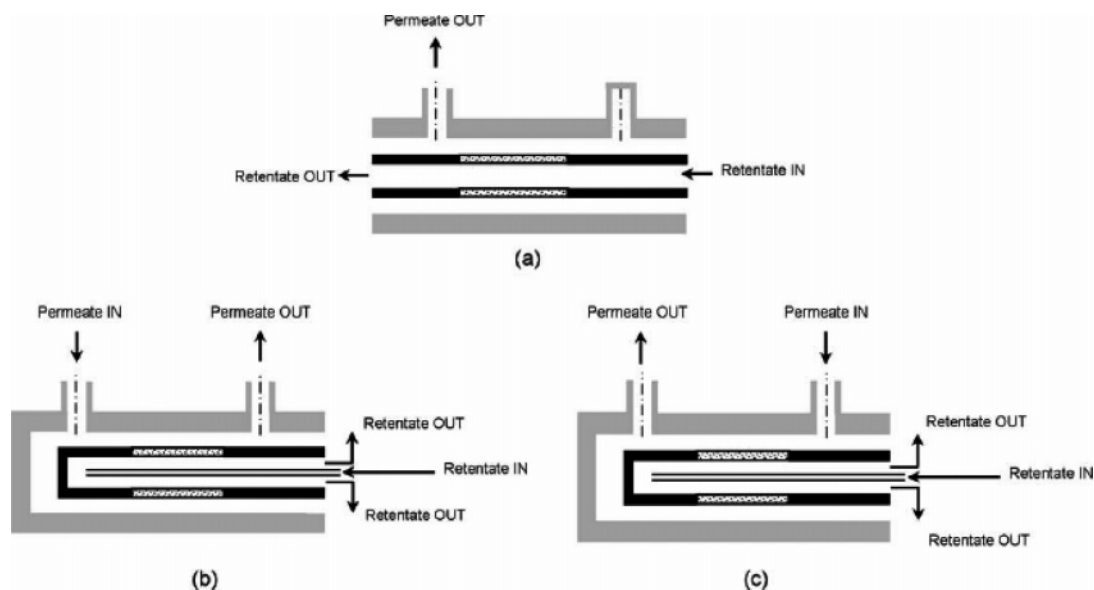 Permeate OUT
Retentate OUT
Retentate IN
(a)
Permeate IN
Permeate OUT
Retentate OUT
Retentate IN
Retentate OUT
(b)
Permeate OUT
Permeate IN
Retentate OUT
Retentate IN
Retentate OUT
(c)